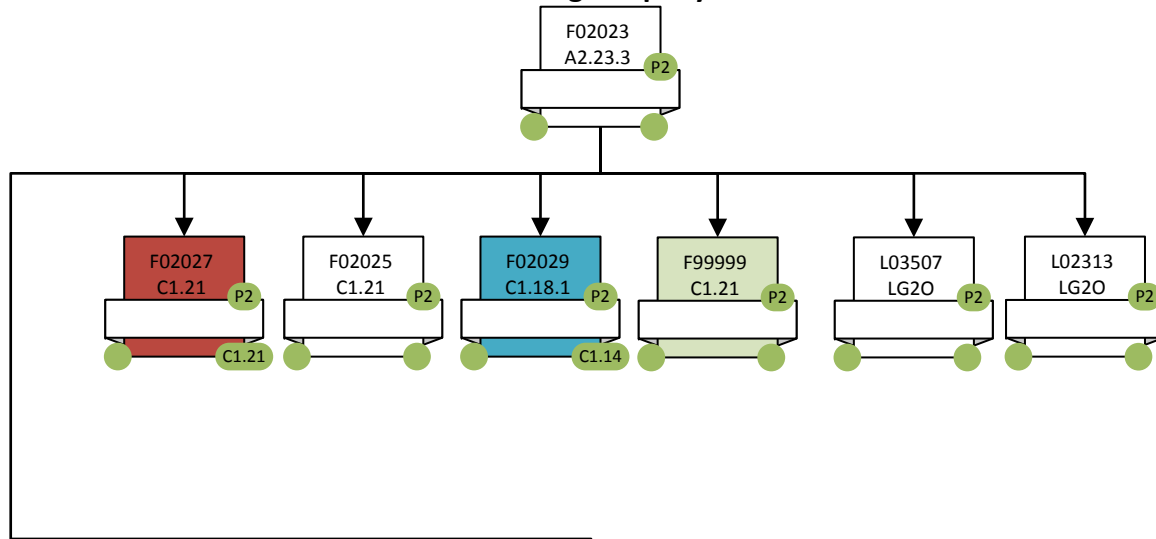 F02023
A2.23.3
P2
F02027
C1.21
P2
C1.21
F02025
C1.21
P2
F02029
C1.18.1
P2
C1.14
F99999
C1.21
P2
L03507
LG2O
P2
L02313
LG2O
P2